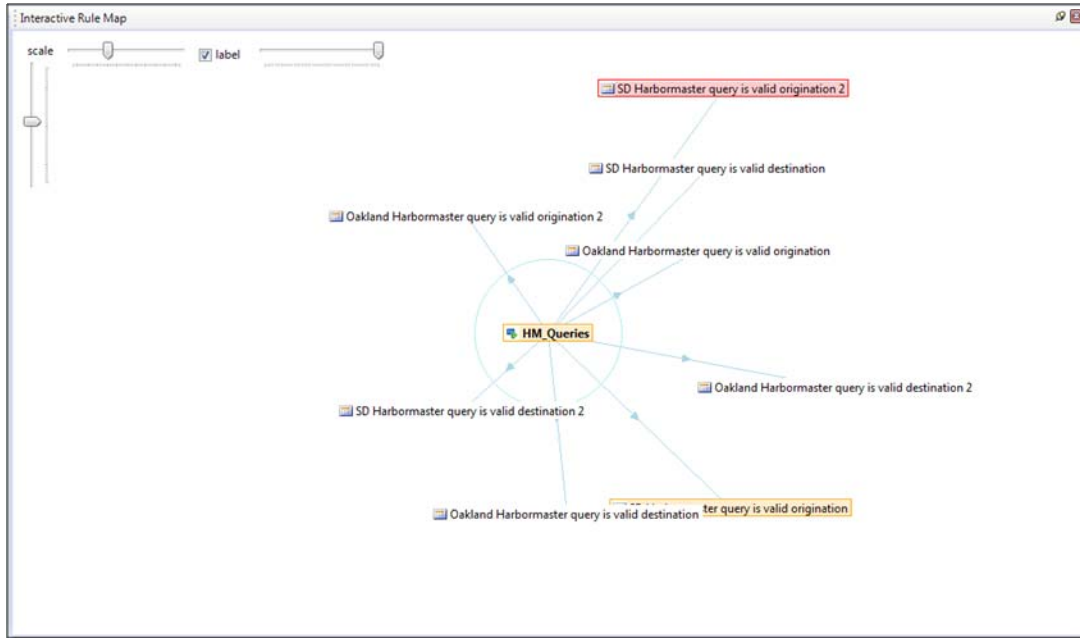 Interactive Rule Map
scale
label
SD Harbormaster query is valid origination 2
SD Harbormaster query is valid destination
Oakland Harbormaster query is valid origination 2
Oakland Harbormaster query is valid origination
HM_Queries
Oakland Harbormaster query is valid destination 2
SD Harbormaster query is valid destination 2
query is valid origination
Oakland Harbormaster query is valid destination